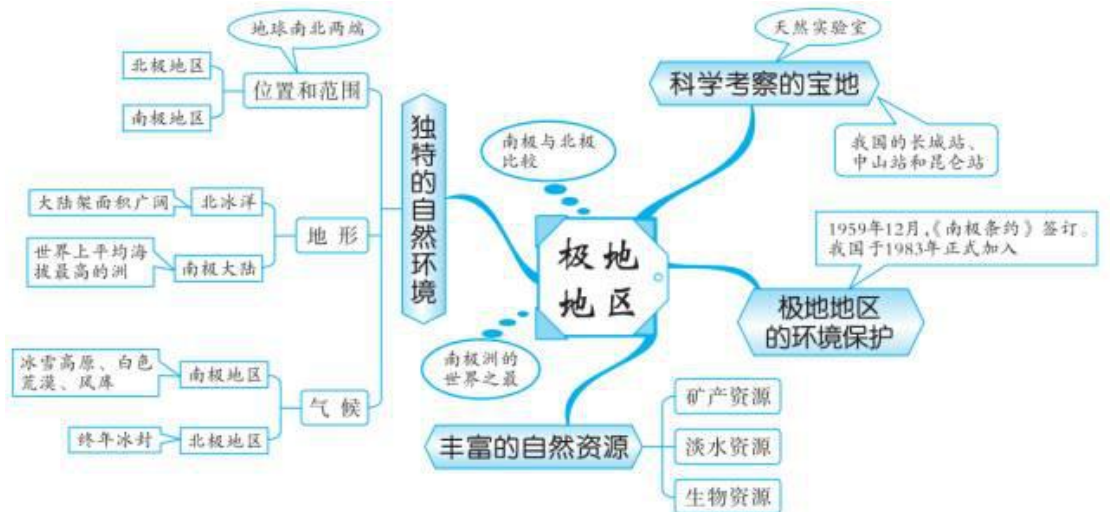 地球南北两端
北极地区
南极地区
位置和范围
大陆架面积广阔
北冰洋
世界上平均海
拔最高的洲
南极大陆
地 形
冰雪高原、白色
荒漠、风库
南极地区
终年冰封
北极地区
气 候
独特的自然环境
南极与北极
比较
极 地
地 区
南极洲的
世界之最
天然实验室
科学考察的宝地
我国的长城站、
中山站和昆仑站
1959年12月,《南极条约》签订。
我国于1983年正式加入
极地地区
的环境保护
丰富的自然资源
矿产资源
淡水资源
生物资源